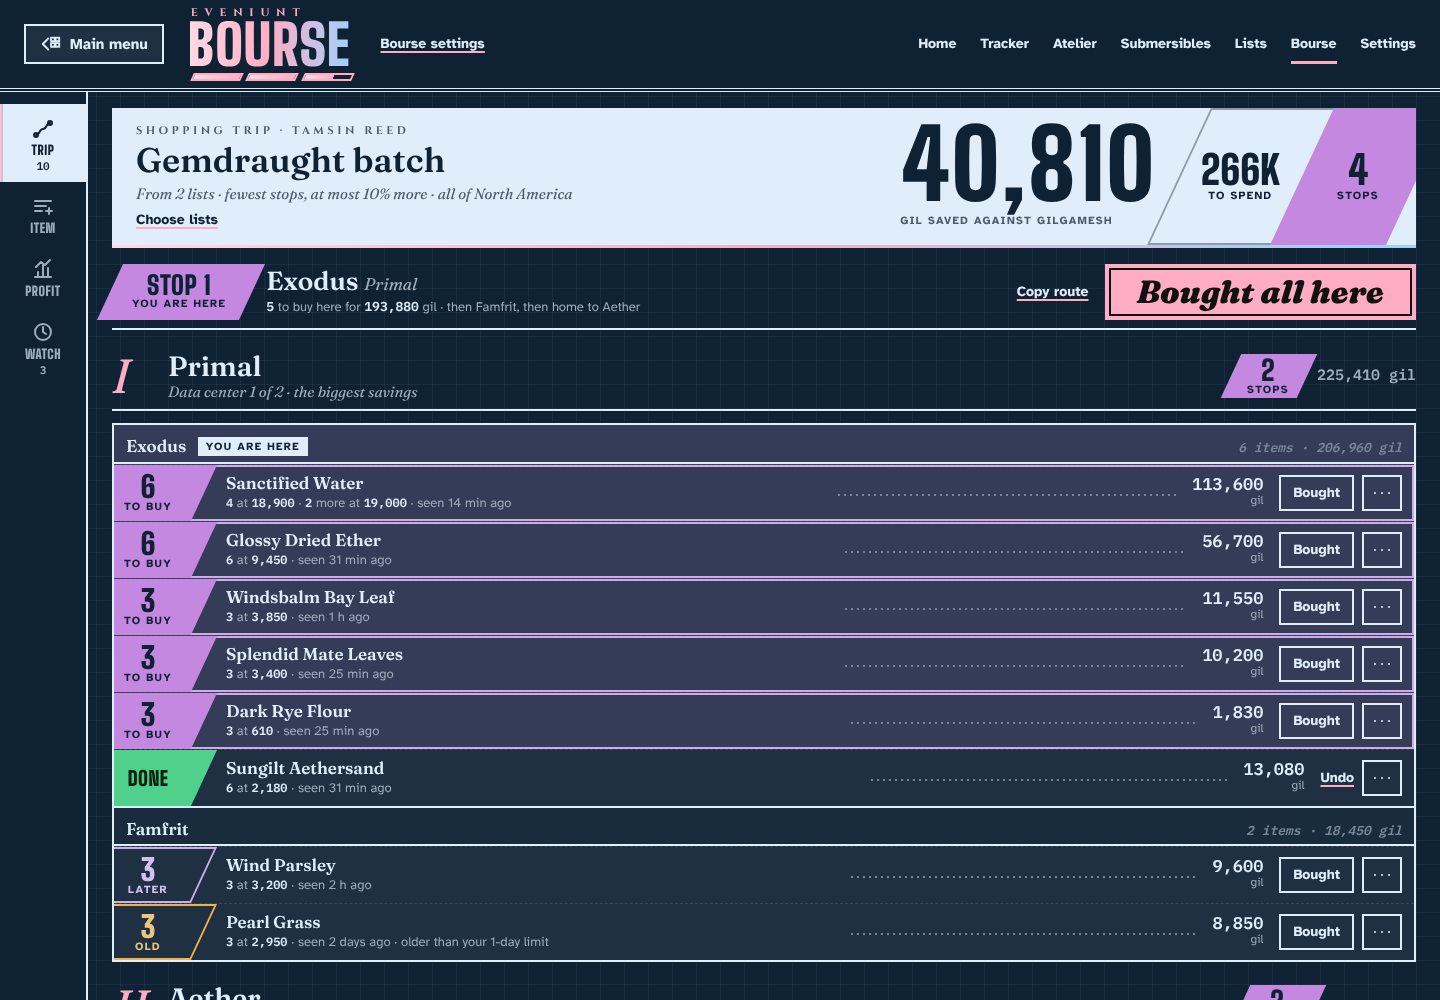 Main menu
EVENIUNT
BOURSE
Bourse settings
Home
Tracker
Atelier
Submersibles
Lists
Bourse
Settings
TRIP
10
ITEM
PROFIT
WATCH
3
SHOPPING TRIP · TAMSIN REED
Gemdraught batch
From 2 lists · fewest stops, at most 10% more · all of North America
Choose lists
40,810
GIL SAVED AGAINST GILGAMESH
266K
TO SPEND
4
STOPS
STOP 1
YOU ARE HERE
Exodus Primal
5 to buy here for 193,880 gil · then Famfrit, then home to Aether
Copy route
Bought all here
I
Primal
Data center 1 of 2 · the biggest savings
2
STOPS
225,410 gil
Exodus
YOU ARE HERE
6 items · 206,960 gil
6
TO BUY
Sanctified Water
4 at 18,900 · 2 more at 19,000 · seen 14 min ago
113,600
gil
Bought
...
6
TO BUY
Glossy Dried Ether
6 at 9,450 · seen 31 min ago
56,700
gil
Bought
...
3
TO BUY
Windsbalm Bay Leaf
3 at 3,850 · seen 1 h ago
11,550
gil
Bought
...
3
TO BUY
Splendid Mate Leaves
3 at 3,400 · seen 25 min ago
10,200
gil
Bought
...
3
TO BUY
Dark Rye Flour
3 at 610 · seen 25 min ago
1,830
gil
Bought
...
DONE
Sungilt Aethersand
6 at 2,180 · seen 31 min ago
13,080
gil
Undo
...
Famfrit
2 items · 18,450 gil
3
LATER
Wind Parsley
3 at 3,200 · seen 2 h ago
9,600
gil
Bought
...
3
OLD
Pearl Grass
3 at 2,950 · seen 2 days ago · older than your 1-day limit
8,850
gil
Bought
...
II
Aether
2